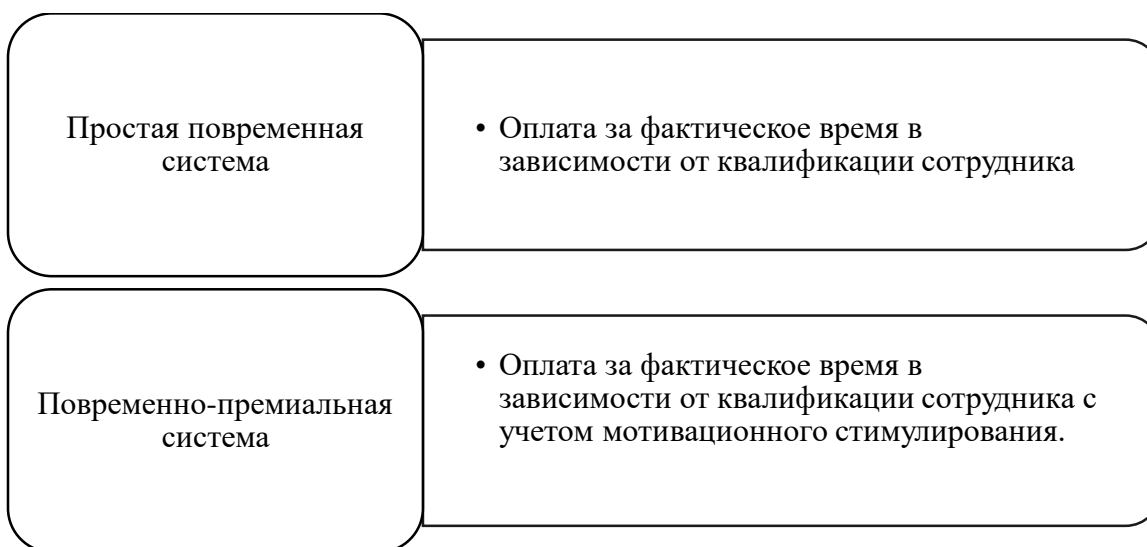 Простая повременная
система
• Оплата за фактическое время в
зависимости от квалификации сотрудника
Повременно-премиальная
система
• Оплата за фактическое время в
зависимости от квалификации сотрудника с
учетом мотивационного стимулирования.